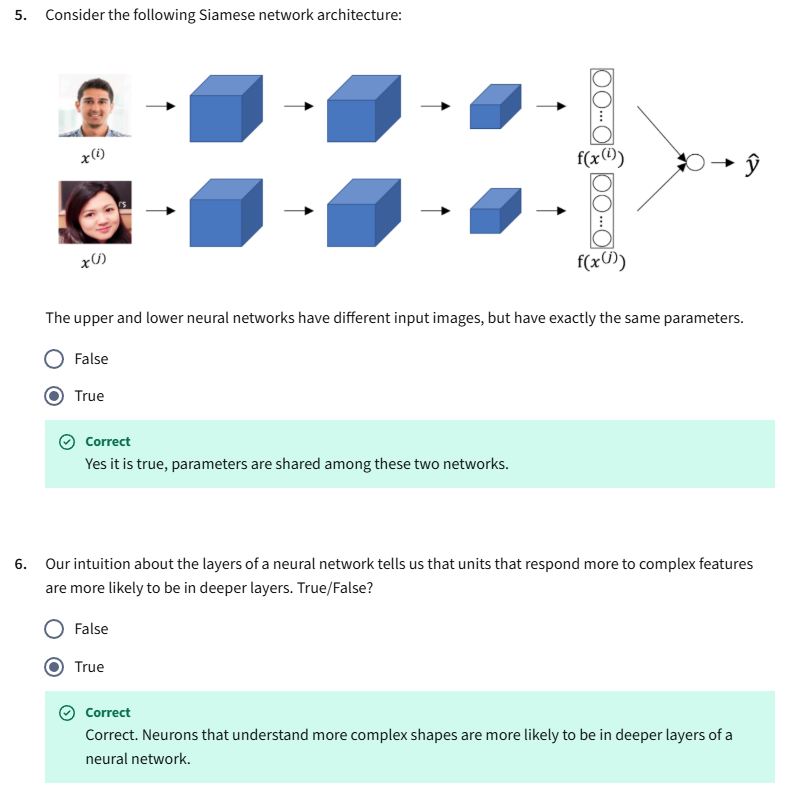 5. Consider the following Siamese network architecture:
x^(i)
f(x^(i))
ŷ
rs
x^(j)
f(x^(j))
The upper and lower neural networks have different input images, but have exactly the same parameters.
False
True
Correct
Yes it is true, parameters are shared among these two networks.
6. Our intuition about the layers of a neural network tells us that units that respond more to complex features
are more likely to be in deeper layers. True/False?
False
True
Correct
Correct. Neurons that understand more complex shapes are more likely to be in deeper layers of a
neural network.